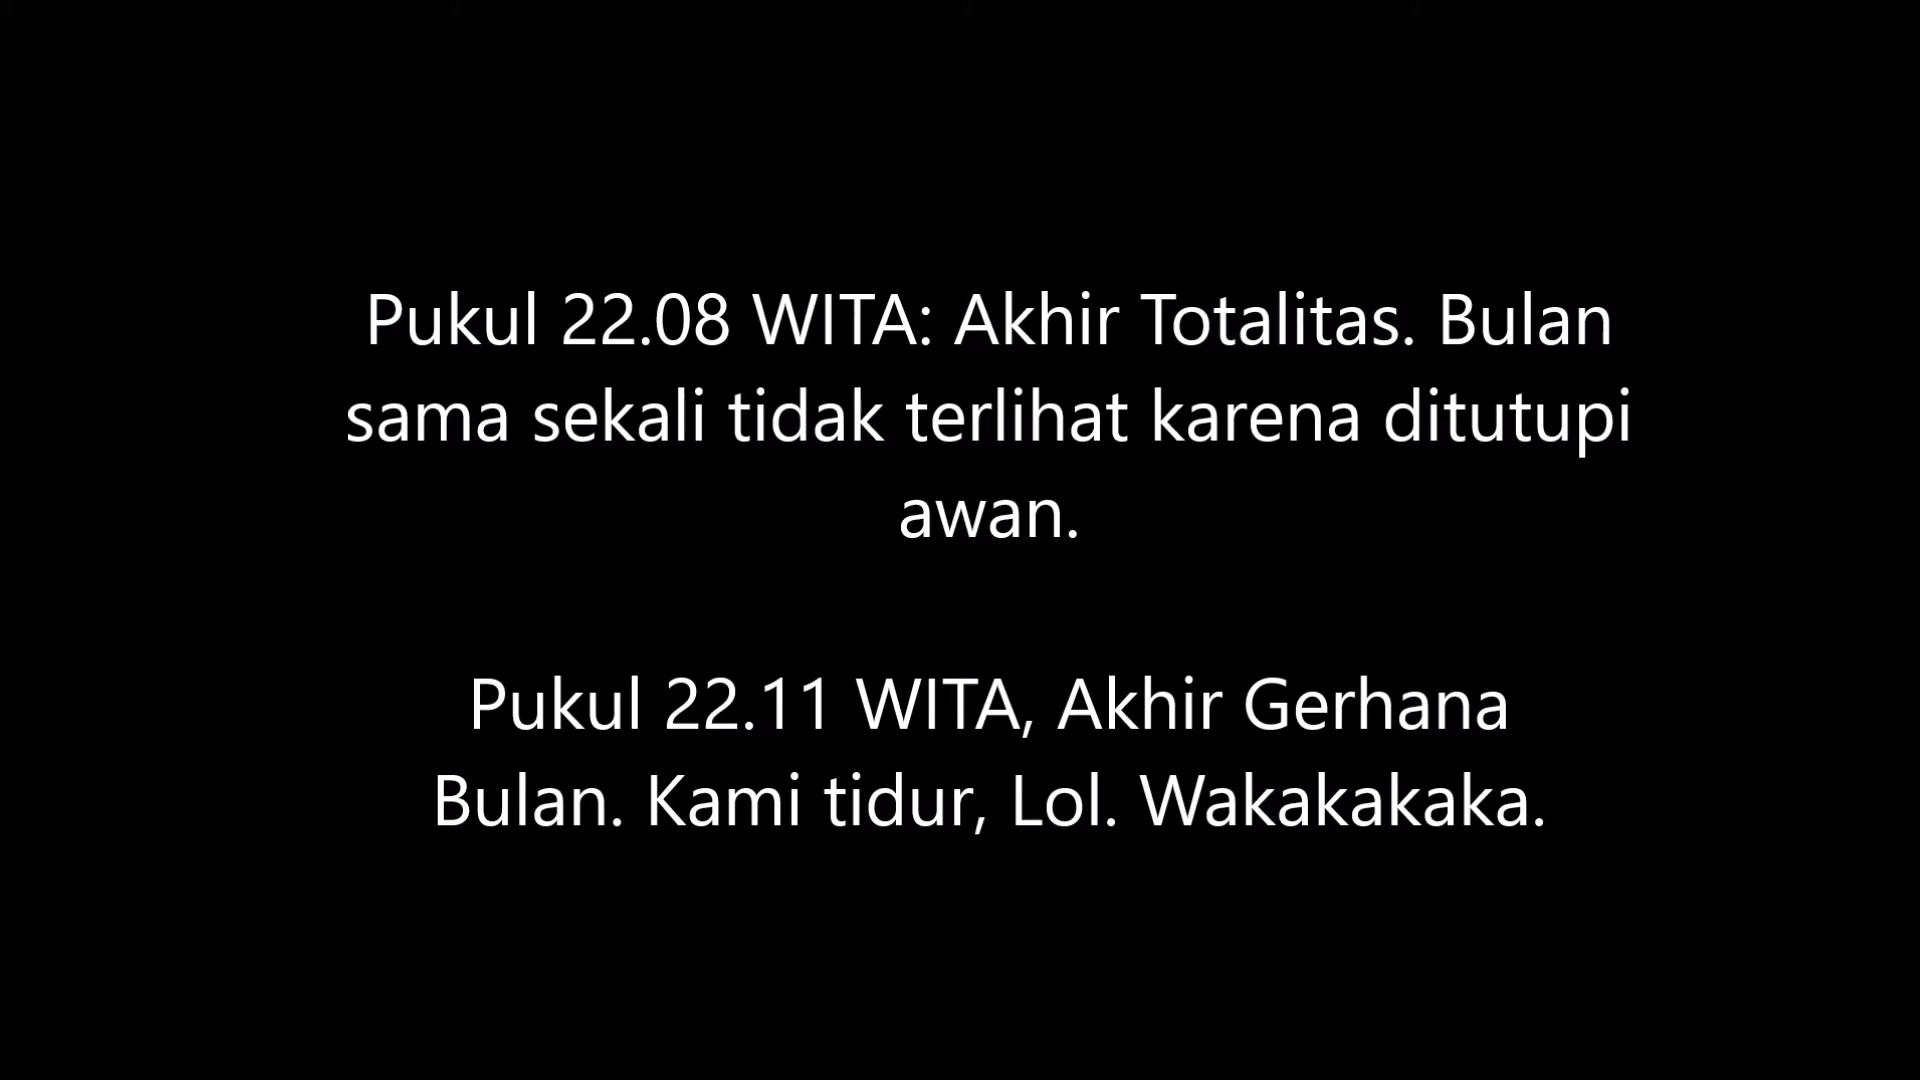 Pukul 22.08 WITA: Akhir Totalitas. Bulan
sama sekali tidak terlihat karena ditutupi
awan.
Pukul 22.11 WITA, Akhir Gerhana
Bulan. Kami tidur, Lol. Wakakakaka.